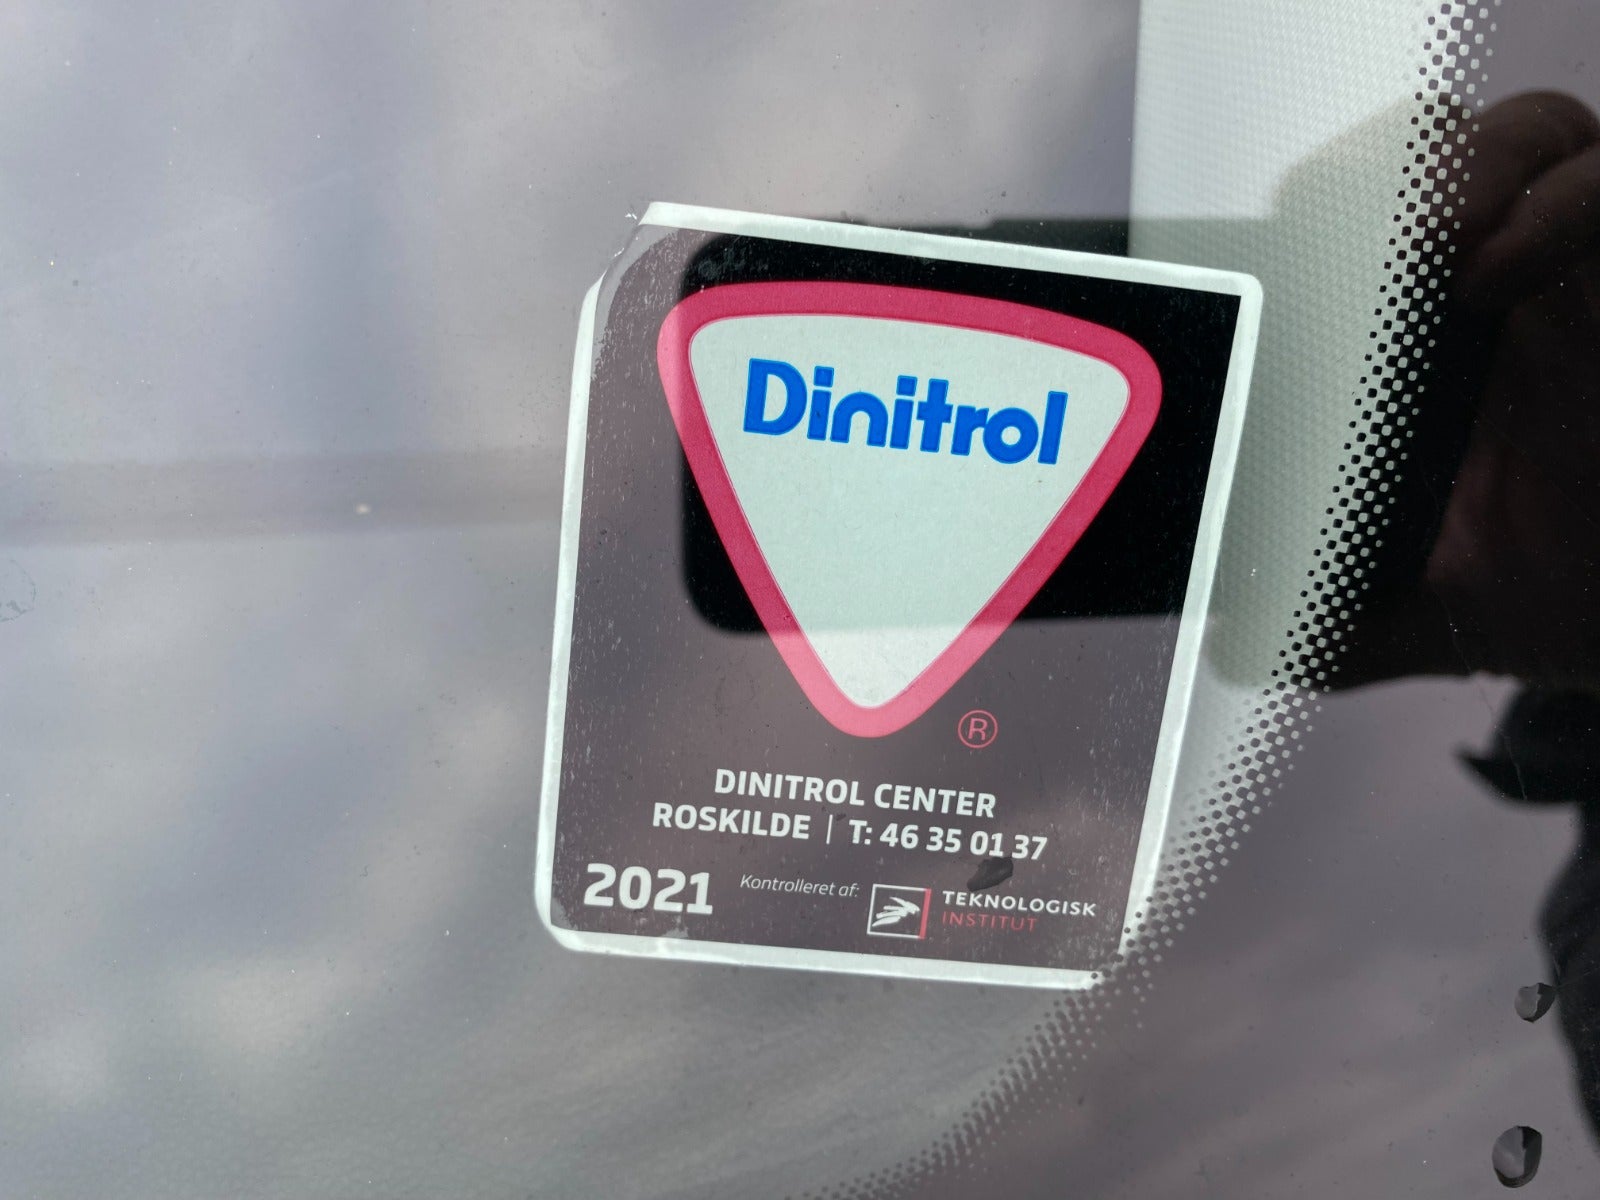 Dinitrol
®
DINITROL CENTER
ROSKILDE | T: 46 35 01 37
2021 Kontrolleret af: TEKNOLOGISK
INSTITUT